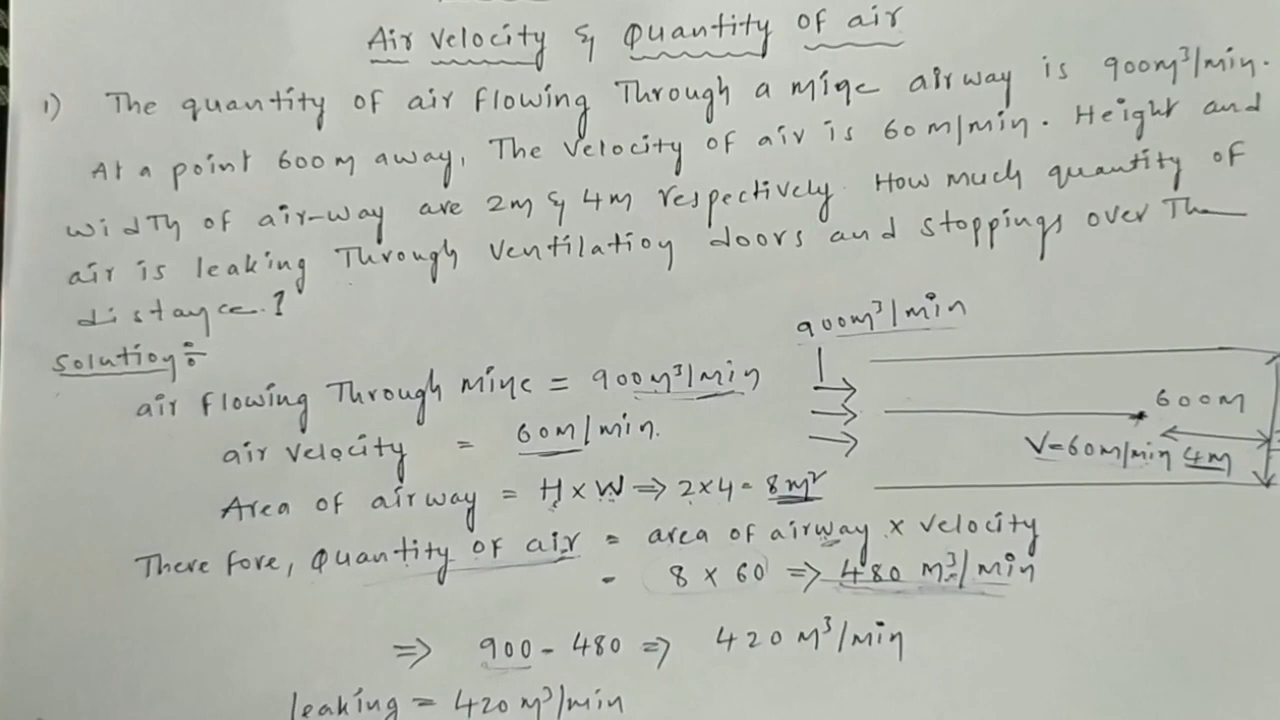 Air Velocity & Quantity of air
1) The quantity of air flowing Through a mine airway is 900m³/min.
At a point 600m away, The Velocity of air is 60m/min. Height and
width of air-way are 2m & 4m respectively. How much quantity of
air is leaking Through ventilation doors and stoppings over The
distance.?
Solution:
900m³/min
air flowing Through mine = 900m³/min
600m
air velocity = 60m/min.
V=60m/min 4m
Area of airway = H x W ⇒ 2x4 = 8m²
There fore, Quantity of air = area of airway x velocity
= 8 x 60 ⇒ 480 m³/min
⇒ 900 - 480 ⇒ 420 m³/min
leaking = 420 m³/min